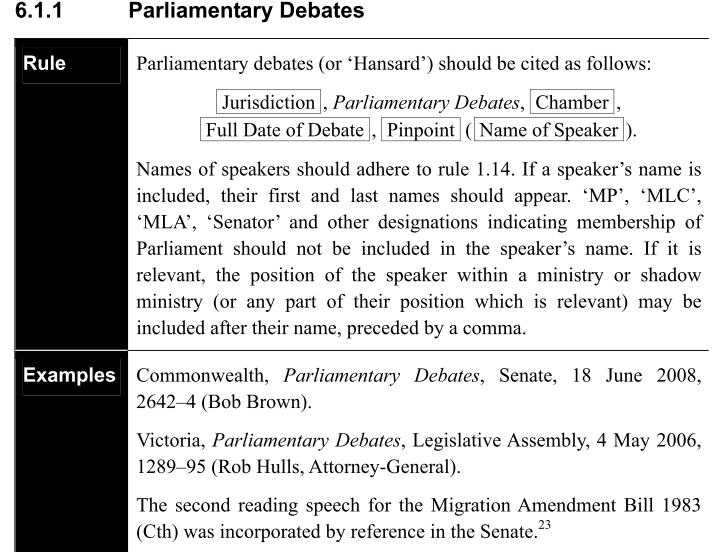 6.1.1 Parliamentary Debates
Rule
Parliamentary debates (or ‘Hansard’) should be cited as follows:
Jurisdiction , Parliamentary Debates, Chamber ,
Full Date of Debate , Pinpoint ( Name of Speaker ).
Names of speakers should adhere to rule 1.14. If a speaker’s name is
included, their first and last names should appear. ‘MP’, ‘MLC’,
‘MLA’, ‘Senator’ and other designations indicating membership of
Parliament should not be included in the speaker’s name. If it is
relevant, the position of the speaker within a ministry or shadow
ministry (or any part of their position which is relevant) may be
included after their name, preceded by a comma.
Examples
Commonwealth, Parliamentary Debates, Senate, 18 June 2008,
2642–4 (Bob Brown).
Victoria, Parliamentary Debates, Legislative Assembly, 4 May 2006,
1289–95 (Rob Hulls, Attorney-General).
The second reading speech for the Migration Amendment Bill 1983
(Cth) was incorporated by reference in the Senate.23